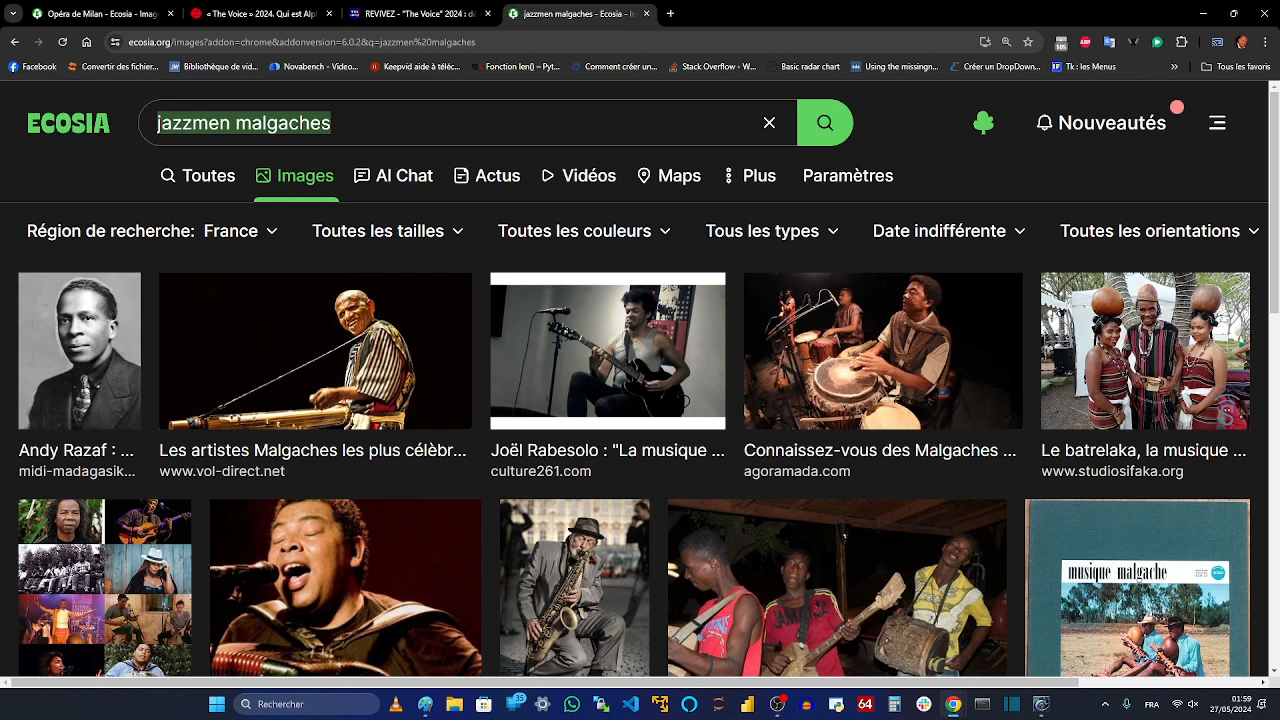 Opéra de Milan - Imag
« The Voice » 2024. Qui est Alpl
REVIVEZ - "The Voice" 2024 : dé
jazzmen malgaches - Ec
ecosia.org/images?addon=chrome&addonversion=6.0.2&q=jazzmen%20malgaches
105
ABP
Facebook
Convertir des fichier...
Bibliothèque de vid...
Novabench - Video...
Keepvid aide à téléc...
Fonction len() – Pyt...
Comment créer un...
Stack Overflow - W...
Basic radar chart
Using the missingn...
Créer un DropDown...
Tk : les Menus
Tous les favoris
ECOSIA
jazzmen malgaches
Nouveautés
Toutes
Images
AI Chat
Actus
Vidéos
Maps
Plus
Paramètres
Région de recherche: France
Toutes les tailles
Toutes les couleurs
Tous les types
Date indifférente
Toutes les orientations
Andy Razaf : ...
midi-madagasik...
Les artistes Malgaches les plus célèbr...
www.vol-direct.net
Joël Rabesolo : "La musique ...
culture261.com
Connaissez-vous des Malgaches ...
agoramada.com
Le batrelaka, la musique ...
www.studiosifaka.org
musique malgache
Rechercher
35
64
FRA
01:59
27/05/2024